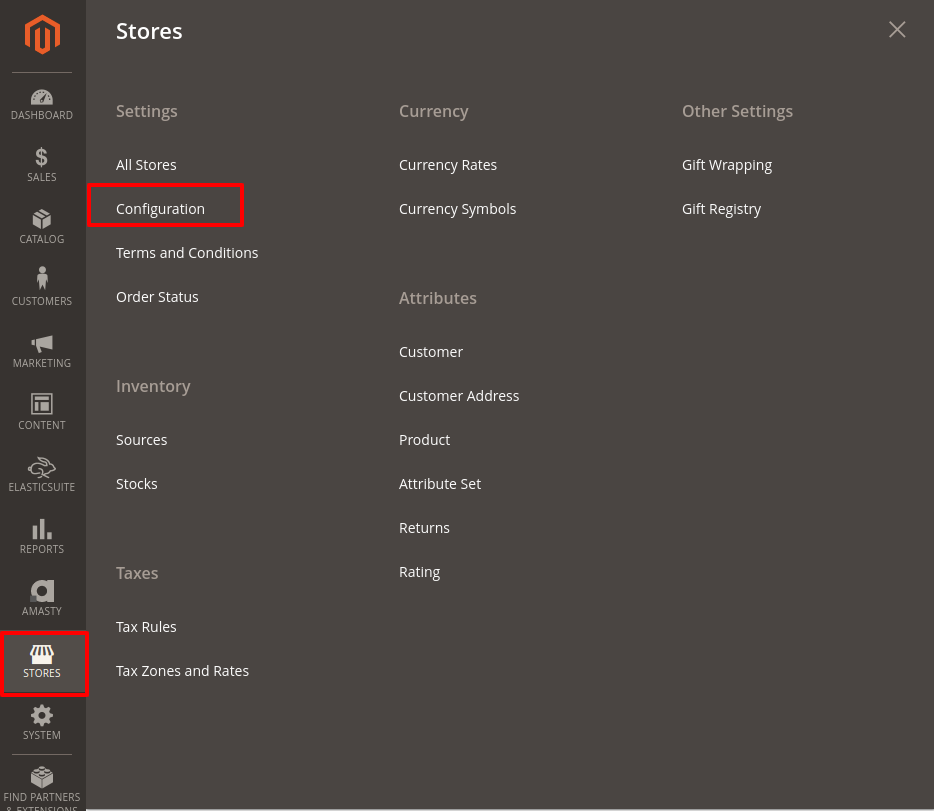 DASHBOARD
SALES
CATALOG
CUSTOMERS
MARKETING
CONTENT
ELASTICSUITE
REPORTS
AMASTY
STORES
SYSTEM
FIND PARTNERS
& EXTENSIONS
Stores
Settings
All Stores
Configuration
Terms and Conditions
Order Status
Inventory
Sources
Stocks
Taxes
Tax Rules
Tax Zones and Rates
Currency
Currency Rates
Currency Symbols
Attributes
Customer
Customer Address
Product
Attribute Set
Returns
Rating
Other Settings
Gift Wrapping
Gift Registry